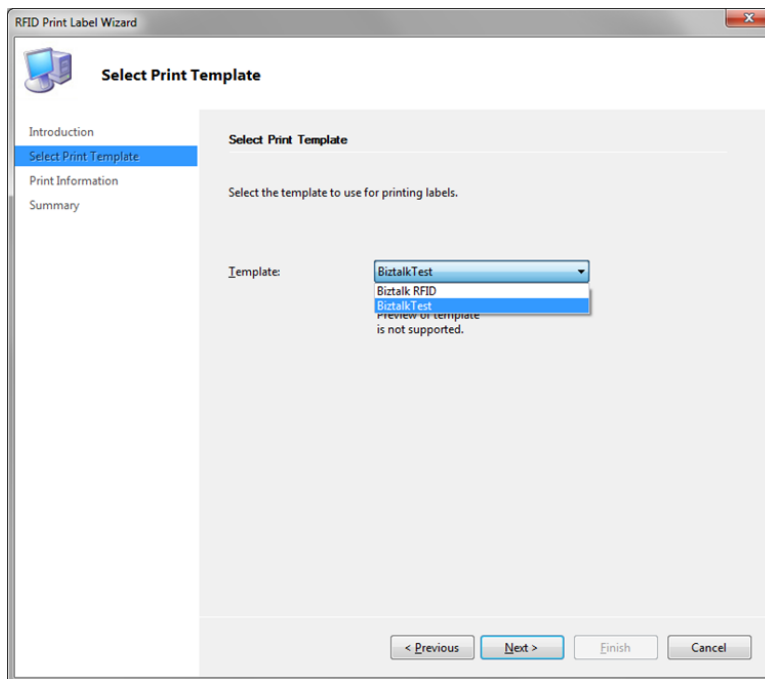 RFID Print Label Wizard
Select Print Template
Introduction
Select Print Template
Print Information
Summary
Select Print Template
Select the template to use for printing labels.
Template:
BiztalkTest
Biztalk RFID
BiztalkTest
Preview of template
is not supported.
< Previous
Next >
Finish
Cancel